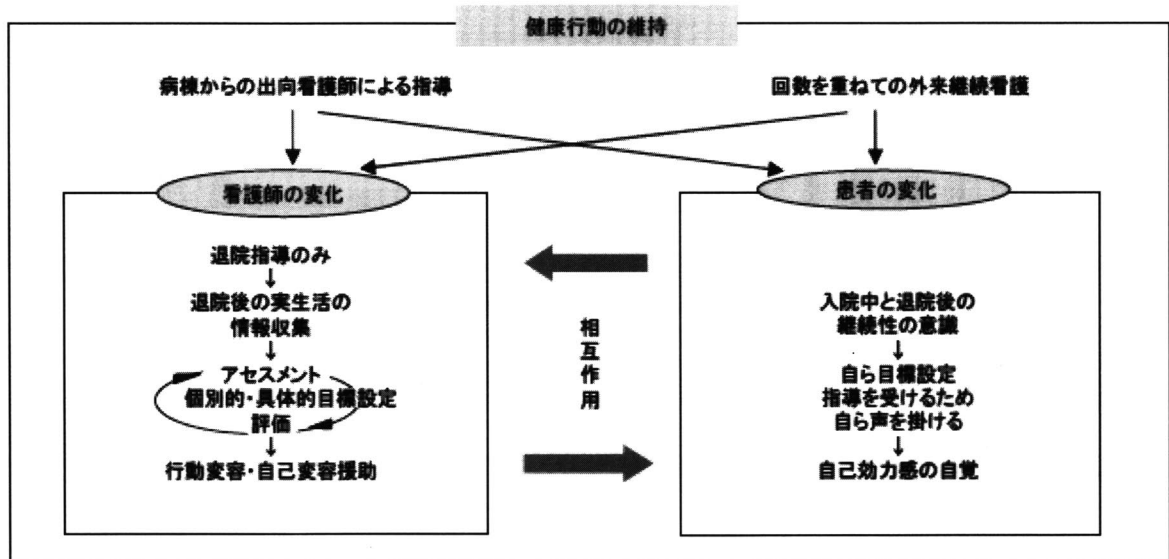 健康行動の維持
病棟からの出向看護師による指導
回数を重ねての外来継続看護
看護師の変化
退院指導のみ
↓
退院後の実生活の
情報収集
↓
アセスメント
個別的・具体的目標設定
評価
↓
行動変容・自己変容援助
相
互
作
用
患者の変化
入院中と退院後の
継続性の意識
↓
自ら目標設定
指導を受けるため
自ら声を掛ける
↓
自己効力感の自覚